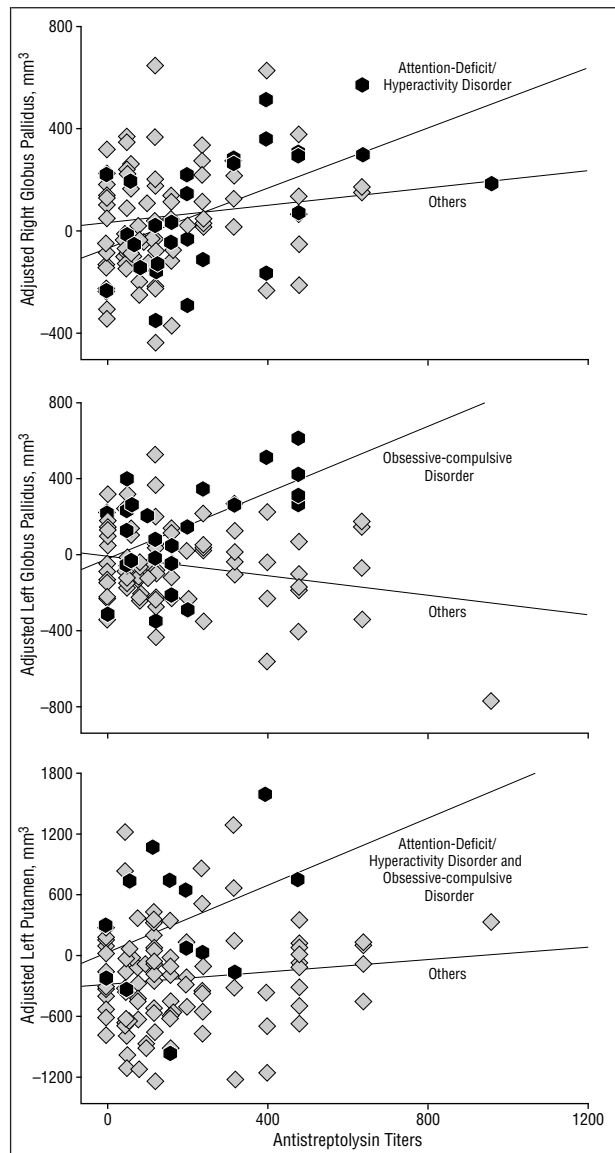 800
400
0
−400
Adjusted Right Globus Pallidus, mm³
Attention-Deficit/
Hyperactivity Disorder
Others
800
400
0
−400
−800
Adjusted Left Globus Pallidus, mm³
Obsessive-compulsive
Disorder
Others
1800
1200
600
0
−600
−1200
Adjusted Left Putamen, mm³
Attention-Deficit/
Hyperactivity Disorder and
Obsessive-compulsive
Disorder
Others
0 400 800 1200
Antistreptolysin Titers